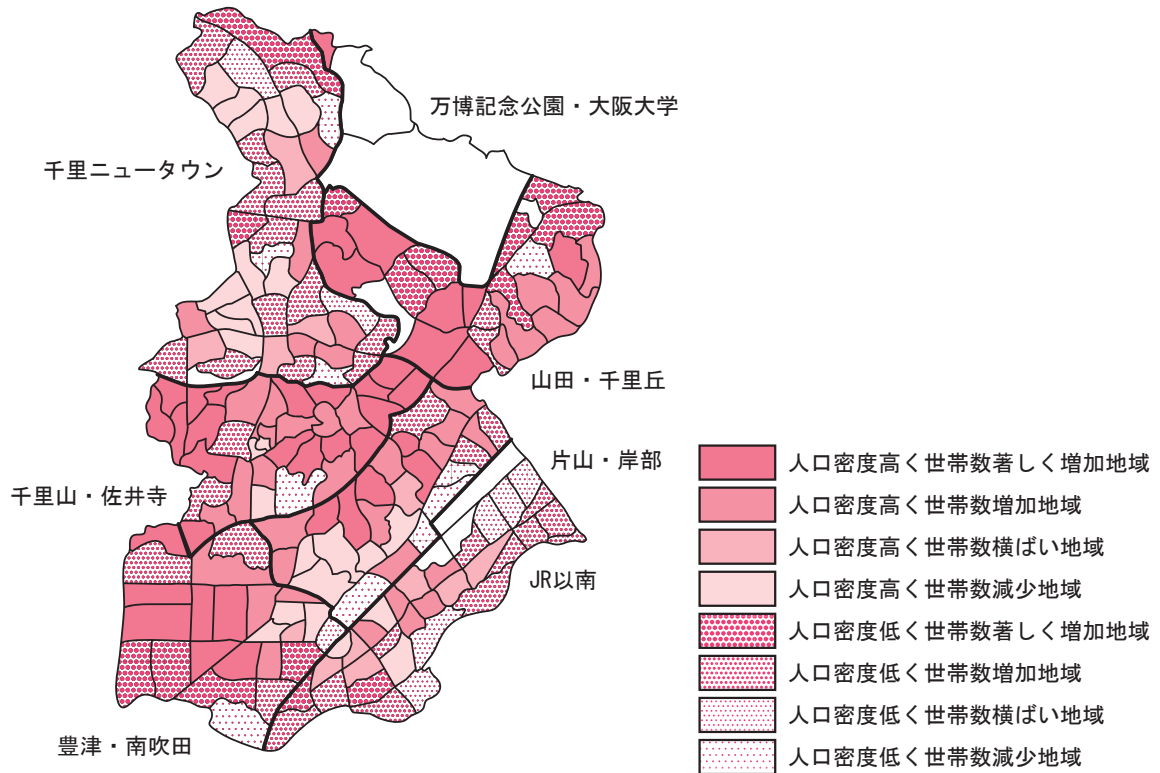 万博記念公園・大阪大学
千里ニュータウン
山田・千里丘
片山・岸部
千里山・佐井寺
JR以南
豊津・南吹田
人口密度高く世帯数著しく増加地域
人口密度高く世帯数増加地域
人口密度高く世帯数横ばい地域
人口密度高く世帯数減少地域
人口密度低く世帯数著しく増加地域
人口密度低く世帯数増加地域
人口密度低く世帯数横ばい地域
人口密度低く世帯数減少地域